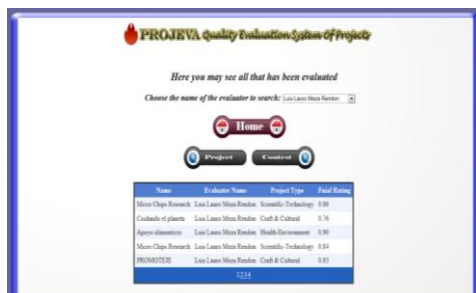 PROJEVA Quality Evaluation System Of Projects
Here you may see all that has been evaluated
Choose the name of the evaluator to search: Luis Lauro Meza Rendon
Home
Project Contest
Name Evaluator Name Project Type Faial Rating
Micro Chips Research Luis Lauro Meza Rendon Scientific-Technology 0.86
Cuidando el planeta Luis Lauro Meza Rendon Craft & Cultural 0.76
Apoyo alimenticio Luis Lauro Meza Rendon Health-Environment 0.90
Micro Chips Research Luis Lauro Meza Rendon Scientific-Technology 0.84
PROMOTEJE Luis Lauro Meza Rendon Craft & Cultural 0.83
1234